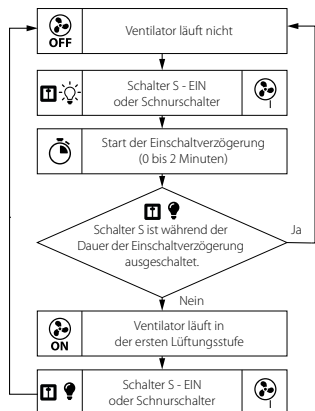 OFF
Ventilator läuft nicht
Schalter S - EIN
oder Schnurschalter
Start der Einschaltverzögerung
(0 bis 2 Minuten)
Schalter S ist während der
Dauer der Einschaltverzögerung
ausgeschaltet.
Ja
Nein
ON
Ventilator läuft in
der ersten Lüftungsstufe
Schalter S - EIN
oder Schnurschalter